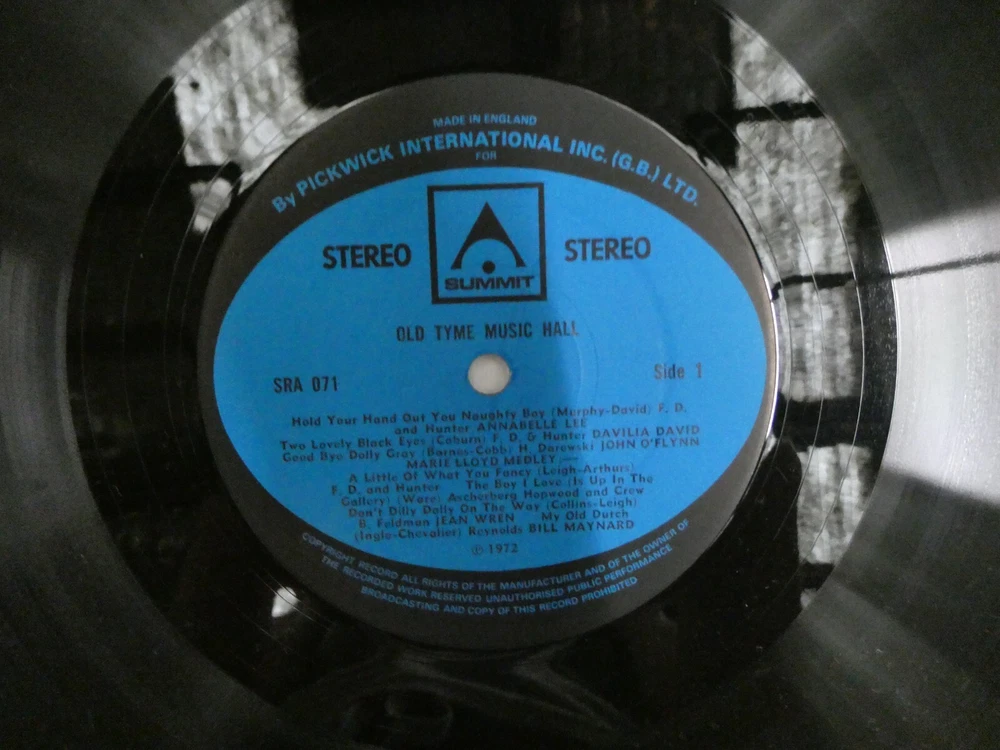 MADE IN ENGLAND
By PICKWICK INTERNATIONAL INC. (G.B.) LTD.
FOR
STEREO
SUMMIT
STEREO
OLD TYME MUSIC HALL
SRA 071
Side 1
Hold Your Hand Out You Noughty Boy (Murphy-David) F. D.
and Hunter ANNABELLE LEE
Two Lovely Black Eyes (Coburn) F. D. & Hunter DAVILIA DAVID
Good Bye Dolly Gray (Barnes-Cobb) H. Darewski JOHN O'FLYNN
MARIE LLOYD MEDLEY :—
A Little Of What You Fancy (Leigh-Arthurs)
F. D. and Hunter The Boy I Love (Is Up In The
Gallery) (Ware) Ascherberg Hopwood and Crew
Don't Dilly Dally On The Way (Collins-Leigh)
B. Feldman JEAN WREN My Old Dutch
(Ingle-Chevalier) Reynolds BILL MAYNARD
℗ 1972
COPYRIGHT RECORD ALL RIGHTS OF THE MANUFACTURER AND OF THE OWNER OF
THE RECORDED WORK RESERVED UNAUTHORISED PUBLIC PERFORMANCE
BROADCASTING AND COPY OF THIS RECORD PROHIBITED